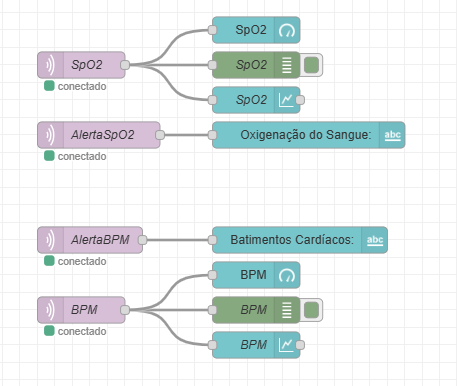 SpO2
SpO2
SpO2
conectado
SpO2
AlertaSpO2
Oxigenação do Sangue:
abc
conectado
AlertaBPM
Batimentos Cardíacos:
abc
conectado
BPM
BPM
BPM
conectado
BPM